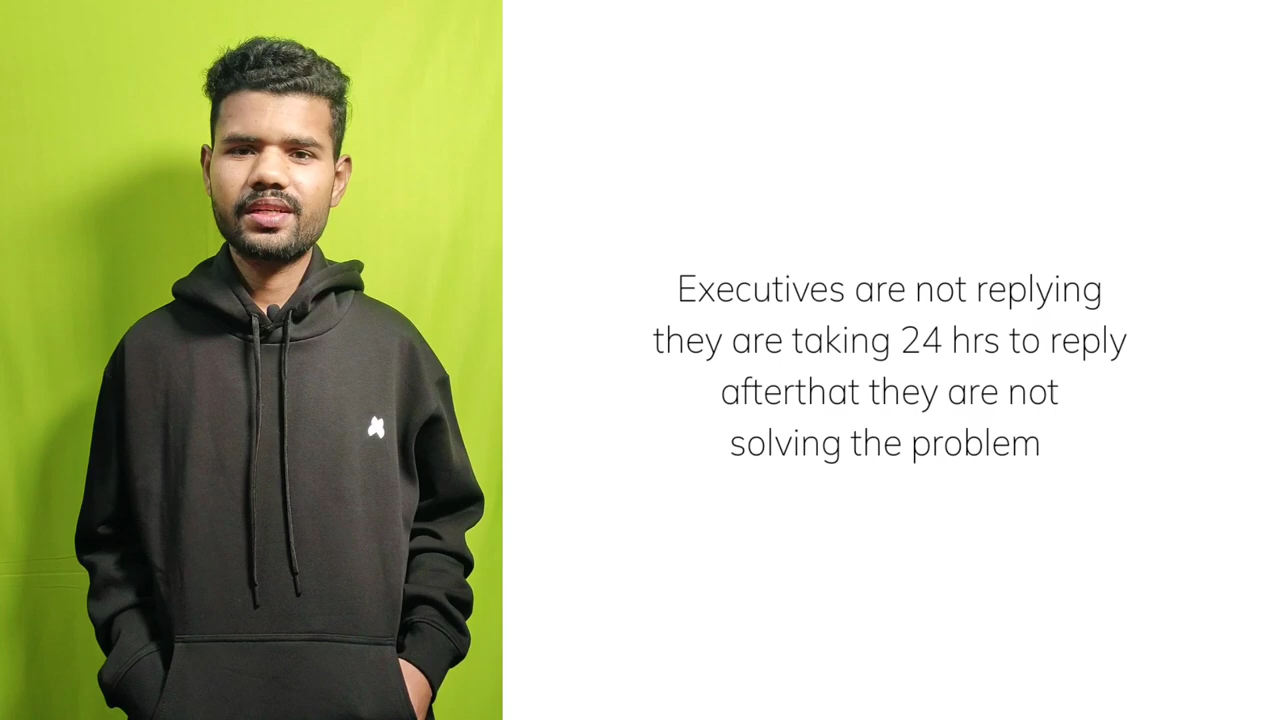 Executives are not replying
they are taking 24 hrs to reply
afterthat they are not
solving the problem